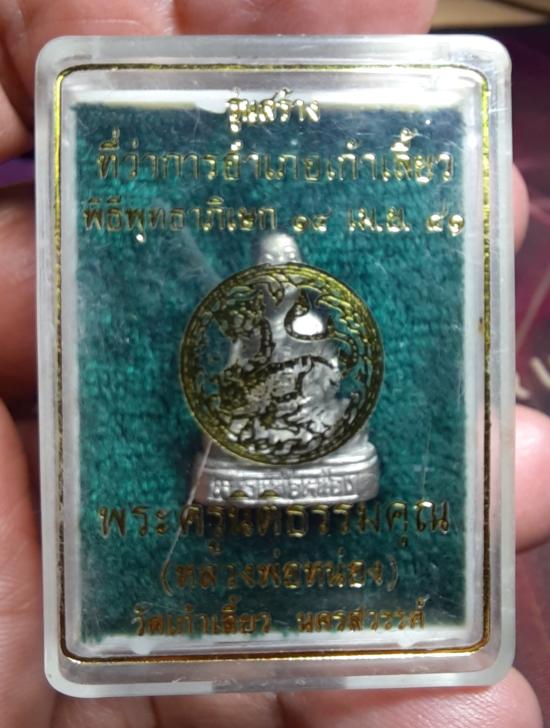 รุ่นสร้าง
ที่ว่าการอำเภอเก้าเลี้ยว
พิธีพุทธาภิเษก ๑๙ เม.ย. ๔๑
พระครูนิติธรรมคุณ
(หลวงพ่อหน่อง)
วัดเก้าเลี้ยว นครสวรรค์